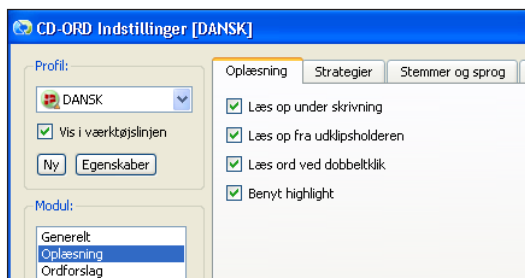 CD-ORD Indstillinger [DANSK]
Profil:
DANSK
Vis i værktøjslinjen
Ny Egenskaber
Modul:
Generelt
Oplæsning
Ordforslag
Oplæsning Strategier Stemmer og sprog
Læs op under skrivning
Læs op fra udklipsholderen
Læs ord ved dobbeltklik
Benyt highlight